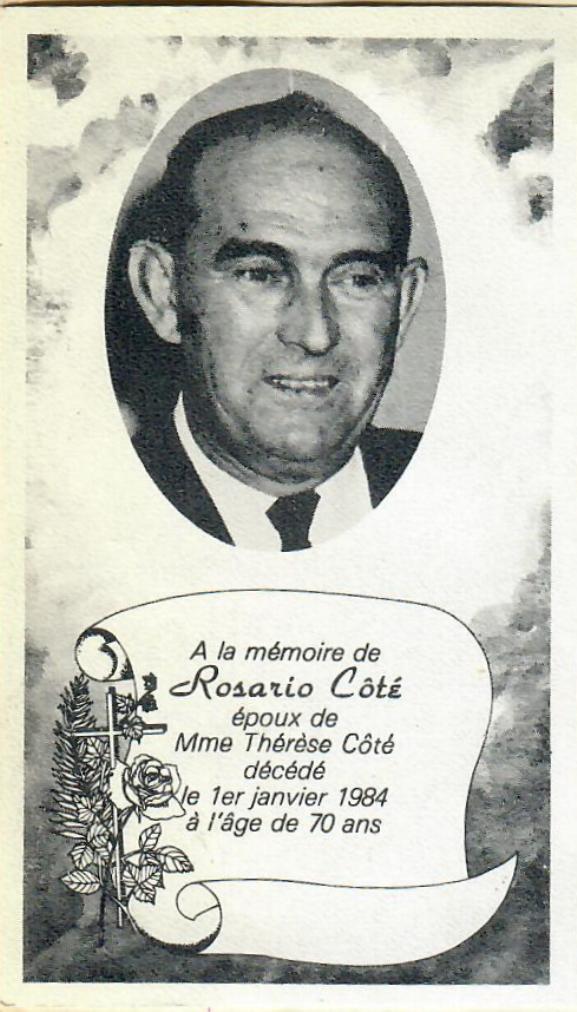 A la mémoire de
Rosario Côté
époux de
Mme Thérèse Côté
décédé
le 1er janvier 1984
à l'âge de 70 ans